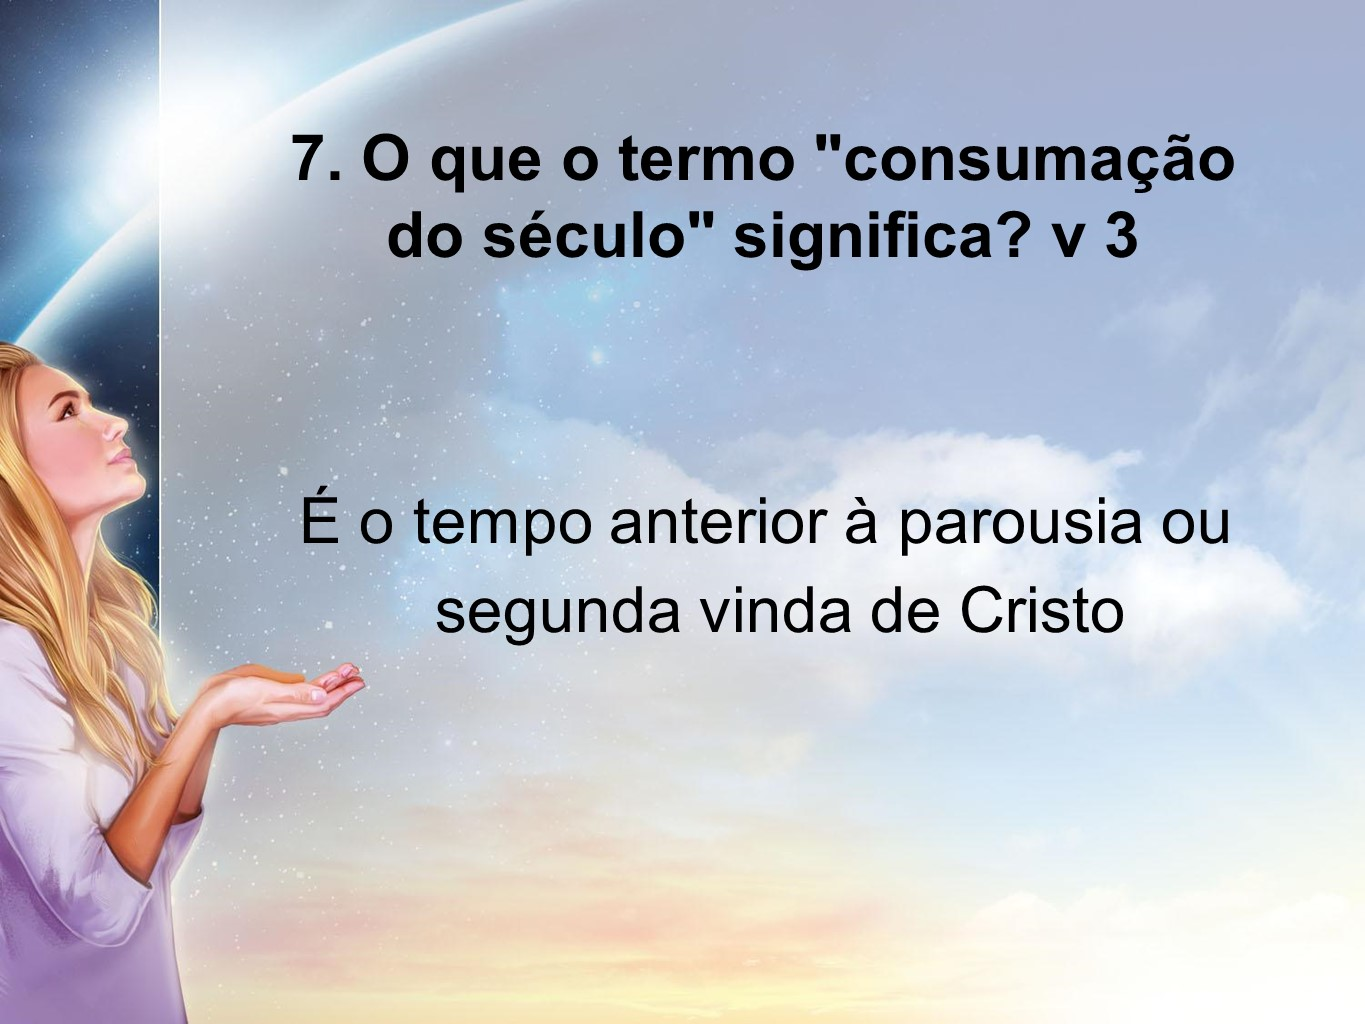 7. O que o termo "consumação
do século" significa? v 3
É o tempo anterior à parousia ou
segunda vinda de Cristo